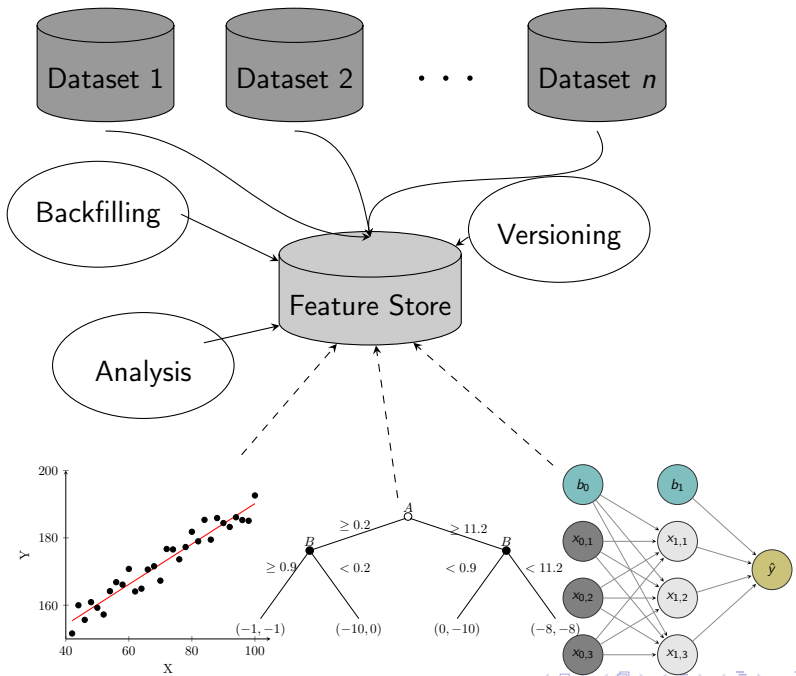 Dataset 1
Dataset 2
· · ·
Dataset n
Backfilling
Versioning
Feature Store
Analysis
200
180
160
40
60
80
100
X
Y
A
≥ 0.2
≥ 11.2
B
B
≥ 0.9
< 0.2
< 0.9
< 11.2
(−1, −1)
(−10, 0)
(0, −10)
(−8, −8)
b₀
b₁
x₀,₁
x₁,₁
ŷ
x₀,₂
x₁,₂
x₀,₃
x₁,₃